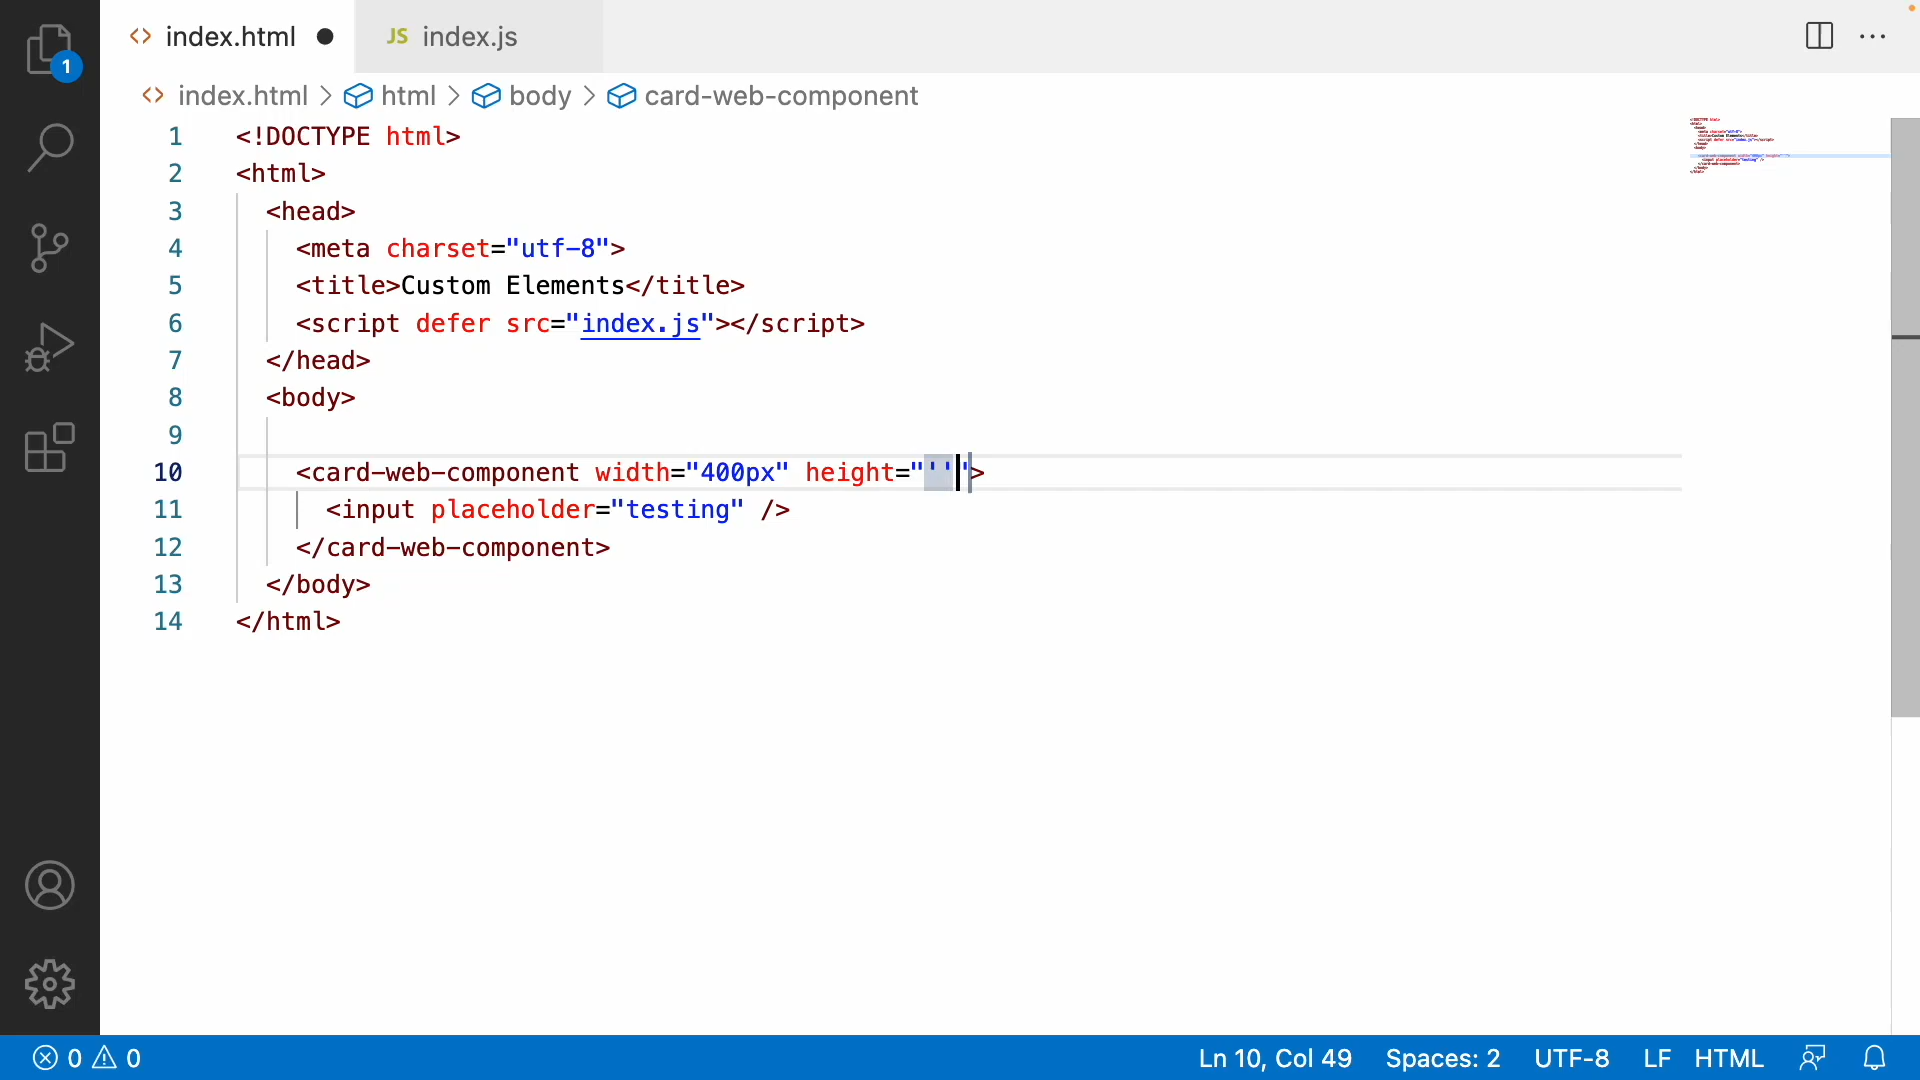 index.html
JS index.js
1
index.html > html > body > card-web-component
1 <!DOCTYPE html>
2 <html>
3 <head>
4 <meta charset="utf-8">
5 <title>Custom Elements</title>
6 <script defer src="index.js"></script>
7 </head>
8 <body>
9
10 <card-web-component width="400px" height="''">
11 <input placeholder="testing" />
12 </card-web-component>
13 </body>
14 </html>
0 0 Ln 10, Col 49 Spaces: 2 UTF-8 LF HTML